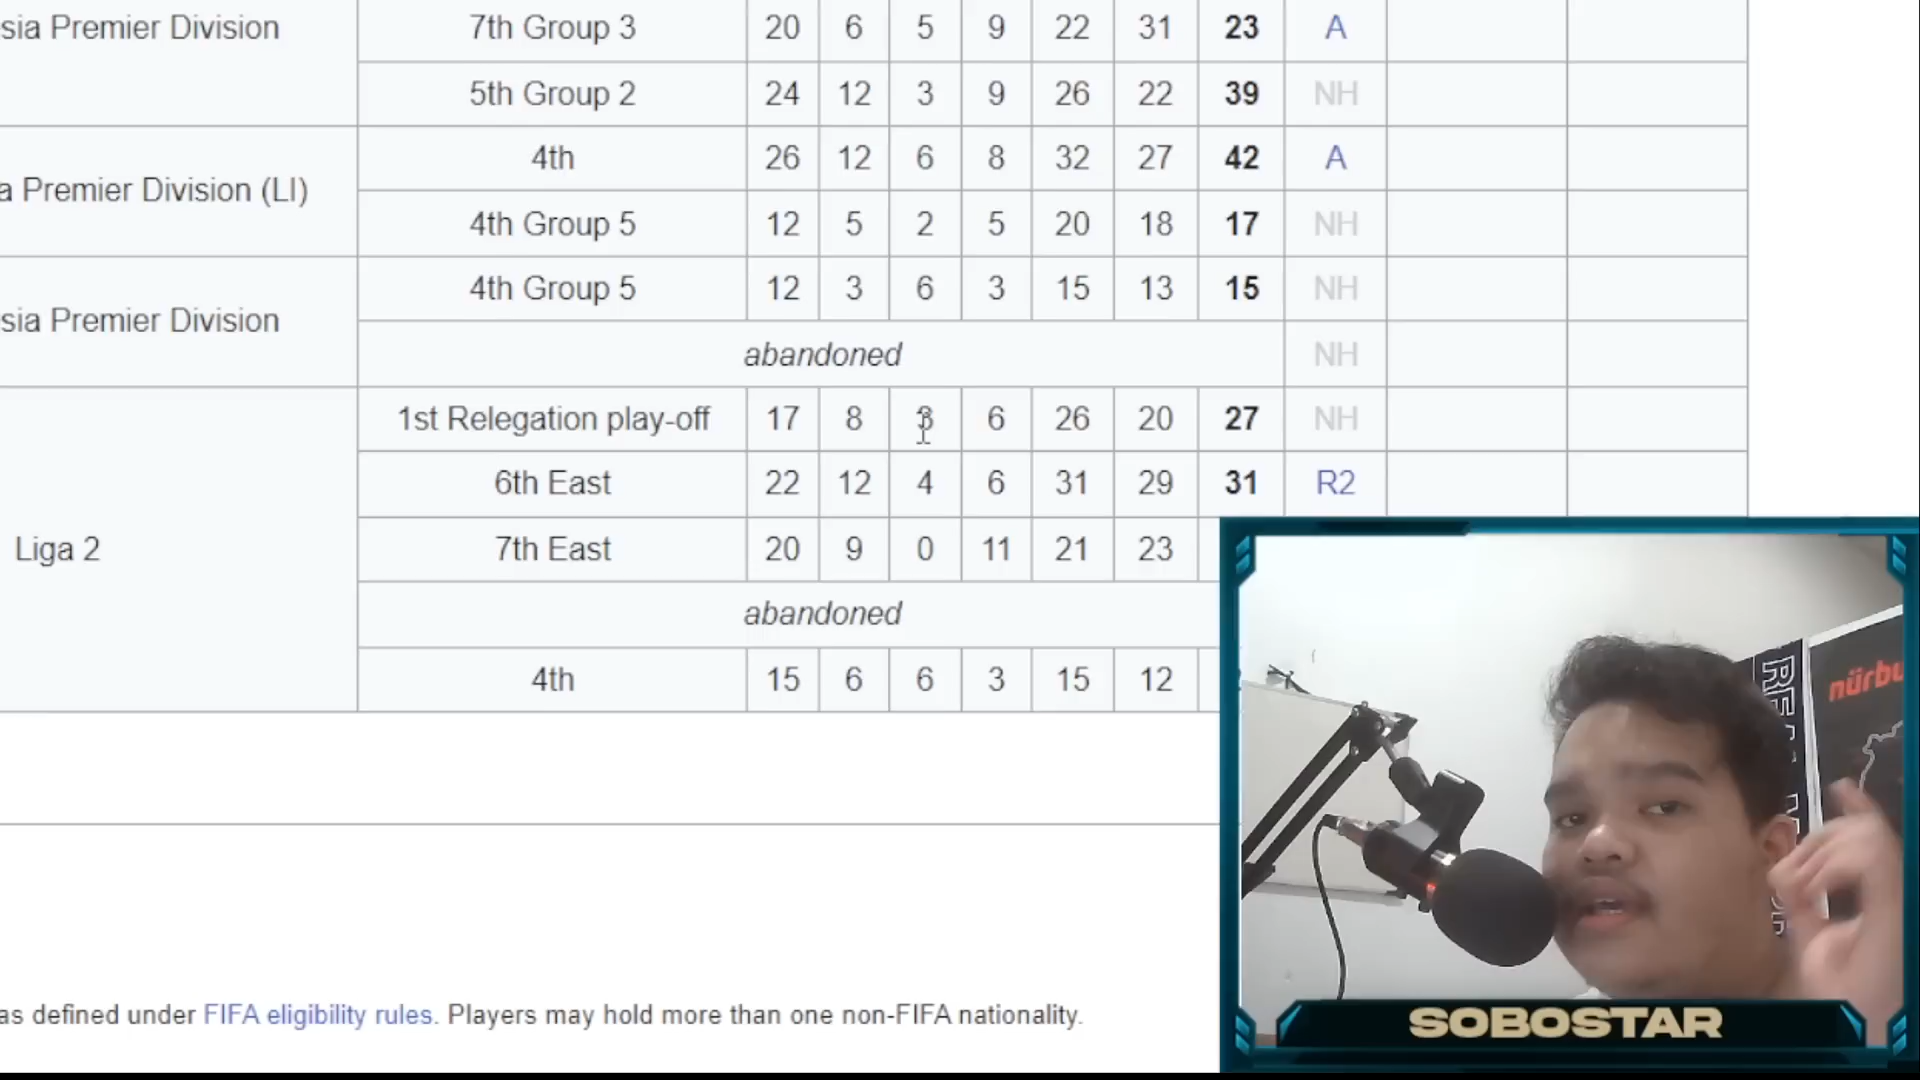 sia Premier Division 7th Group 3 20 6 5 9 22 31 23 A
5th Group 2 24 12 3 9 26 22 39 NH
a Premier Division (LI) 4th 26 12 6 8 32 27 42 A
4th Group 5 12 5 2 5 20 18 17 NH
sia Premier Division 4th Group 5 12 3 6 3 15 13 15 NH
abandoned NH
Liga 2 1st Relegation play-off 17 8 3 6 26 20 27 NH
6th East 22 12 4 6 31 29 31 R2
7th East 20 9 0 11 21 23
abandoned
4th 15 6 6 3 15 12
as defined under FIFA eligibility rules. Players may hold more than one non-FIFA nationality.
nürbu
SOBOSTAR